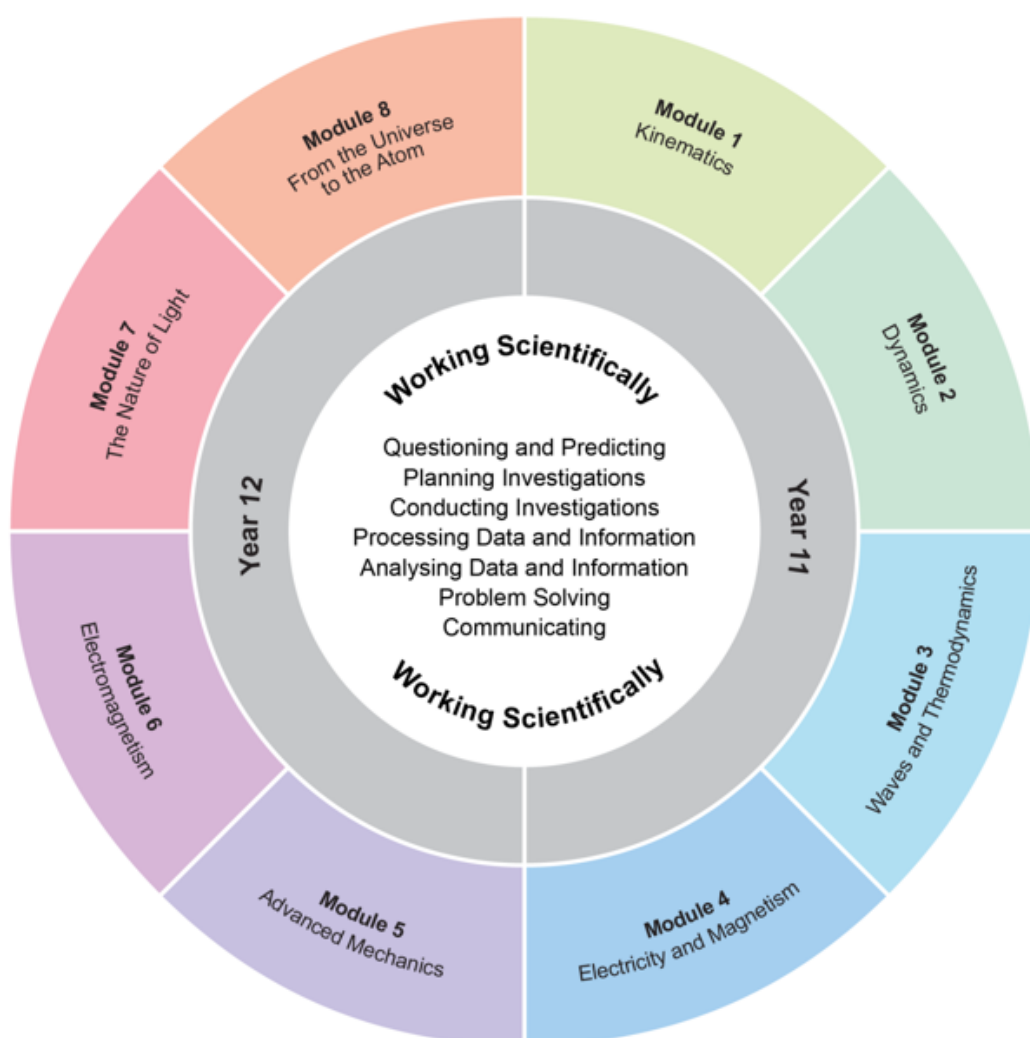 Module 8
From the Universe
to the Atom
Module 1
Kinematics
Module 7
The Nature of Light
Module 2
Dynamics
Working Scientifically
Questioning and Predicting
Planning Investigations
Conducting Investigations
Processing Data and Information
Analysing Data and Information
Problem Solving
Communicating
Working Scientifically
Year 12
Year 11
Module 6
Electromagnetism
Module 3
Waves and Thermodynamics
Module 5
Advanced Mechanics
Module 4
Electricity and Magnetism